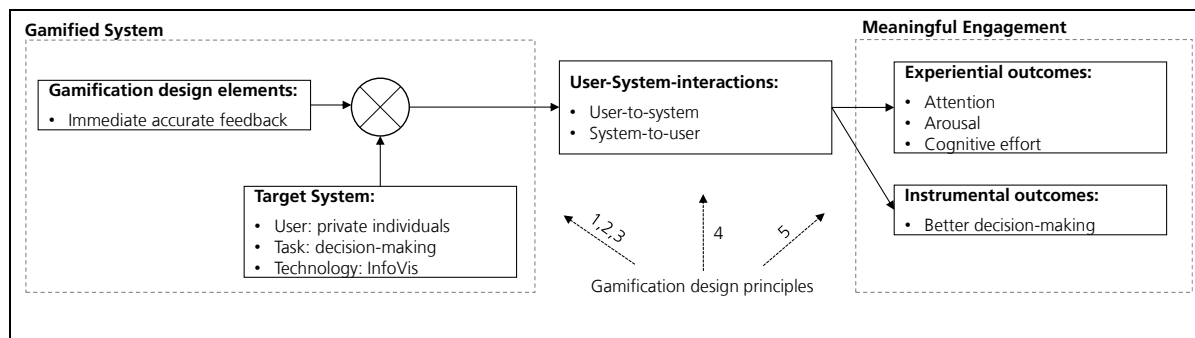 Gamified System
Gamification design elements:
• Immediate accurate feedback
Target System:
• User: private individuals
• Task: decision-making
• Technology: InfoVis
User-System-interactions:
• User-to-system
• System-to-user
1,2,3
4
5
Gamification design principles
Meaningful Engagement
Experiential outcomes:
• Attention
• Arousal
• Cognitive effort
Instrumental outcomes:
• Better decision-making